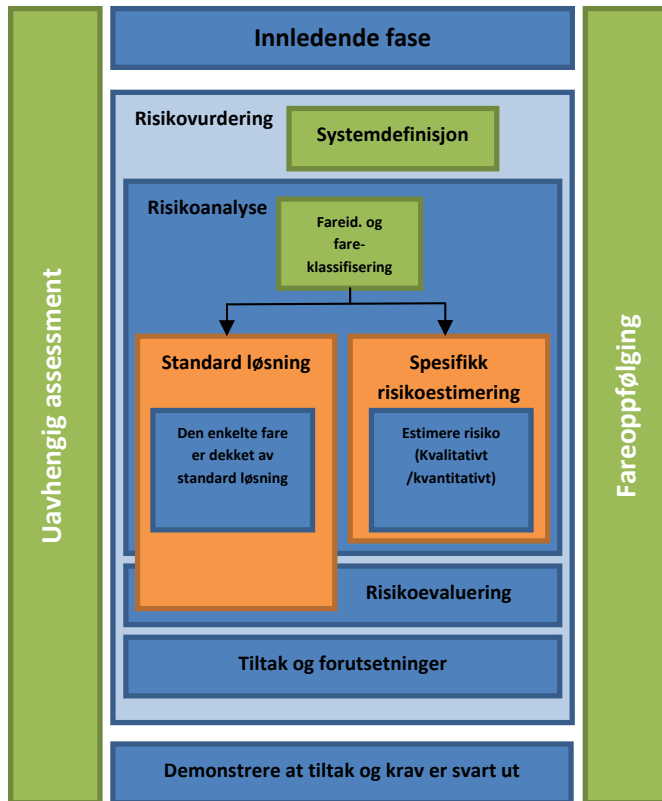 Innledende fase
Uavhengig assessment
Risikovurdering
Systemdefinisjon
Risikoanalyse
Fareid. og
fare-
klassifisering
Standard løsning
Den enkelte fare
er dekket av
standard løsning
Spesifikk
risikoestimering
Estimere risiko
(Kvalitativt
/kvantitativt)
Risikoevaluering
Tiltak og forutsetninger
Demonstrere at tiltak og krav er svart ut
Fareoppfølging